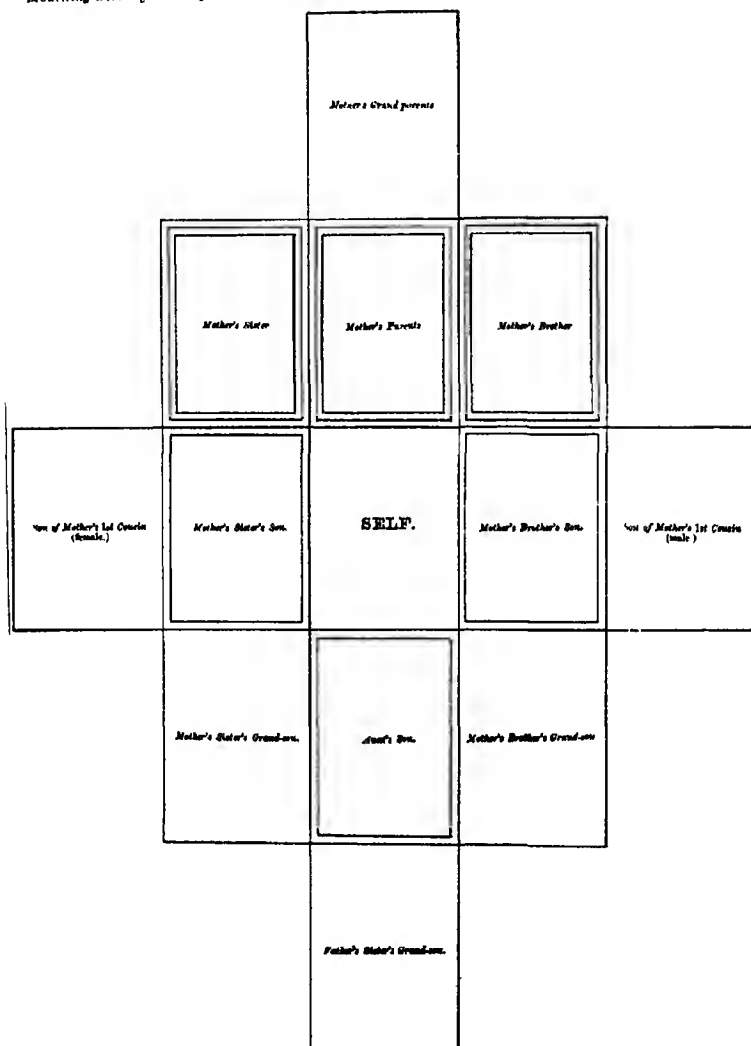 Mourning
Mother's Grand parents
Mother's Sister
Mother's Parents
Mother's Brother
of Mother's 1st Cousin
(female.)
Mother's Sister's Son.
SELF.
Mother's Brother's Son.
of Mother's 1st Cousin
(male )
Mother's Sister's Grand-son.
Aunt's Son.
Mother's Brother's Grand-son
Father's Sister's Grand-son.